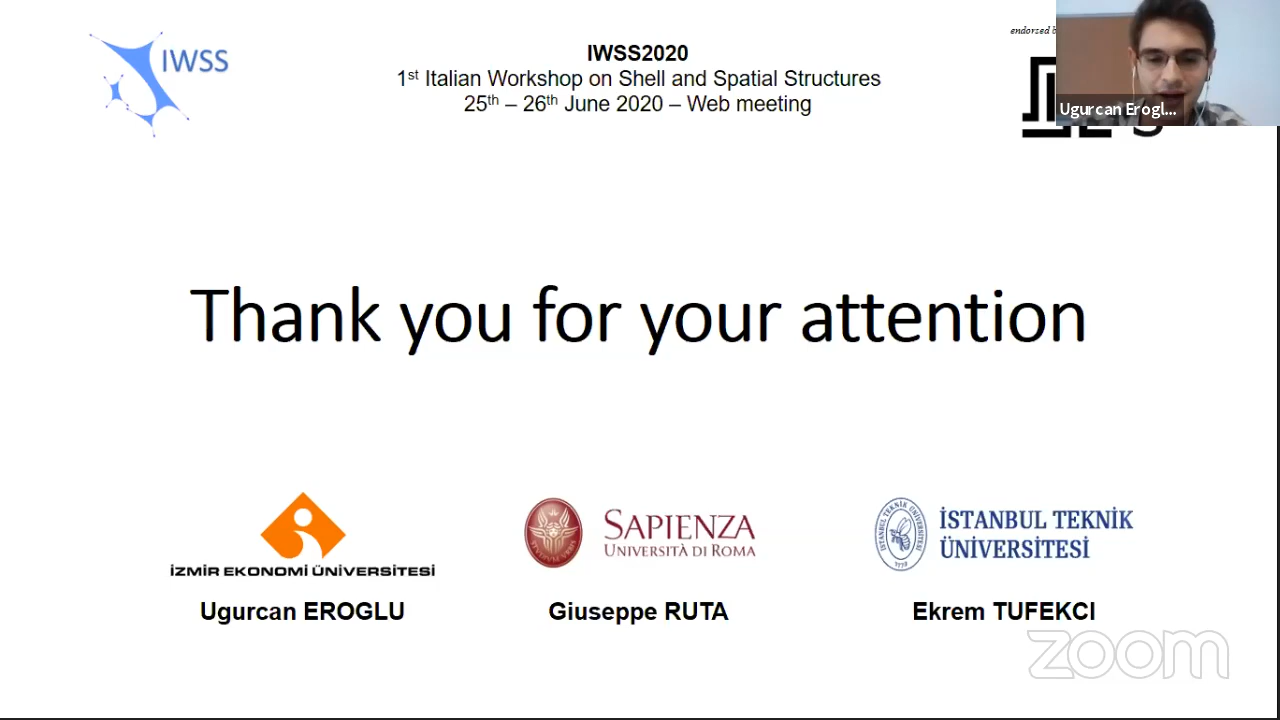 IWSS
IWSS2020
1st Italian Workshop on Shell and Spatial Structures
25th – 26th June 2020 – Web meeting
endorzed b
Ugurcan Erogl...
Thank you for your attention
İZMİR EKONOMİ ÜNİVERSİTESİ
SAPIENZA
UNIVERSITÀ DI ROMA
İSTANBUL TEKNİK
ÜNİVERSİTESİ
1773
Ugurcan EROGLU
Giuseppe RUTA
Ekrem TUFEKCI
zoom